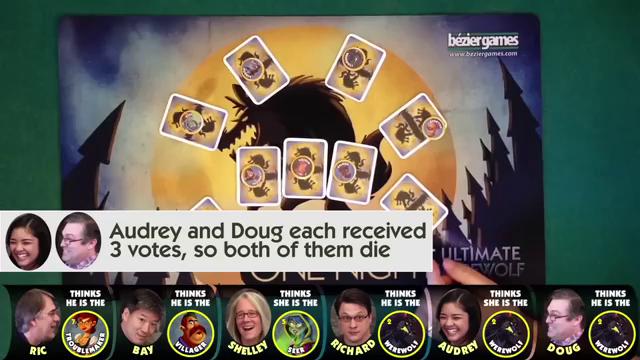 béziergames
www.beziergames.com
Audrey and Doug each received
3 votes, so both of them die
ULTIMATE
ONE NIGHT
WEREWOLF
THINKS
HE IS THE
TROUBLEMAKER
RIC
THINKS
HE IS THE
VILLAGER
BAY
THINKS
SHE IS THE
SEER
SHELLEY
THINKS
HE IS THE
WEREWOLF
RICHARD
THINKS
SHE IS THE
WEREWOLF
AUDREY
THINKS
HE IS THE
WEREWOLF
DOUG